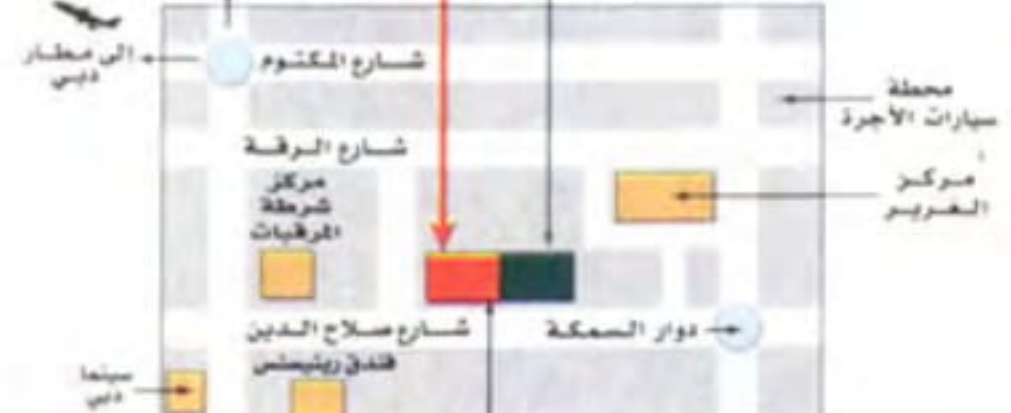 الى مطار
دبي
شارع المكتوم
محطة
سيارات الأجرة
شارع الرقة
مركز
شرطة
المرقبات
مركز
الغرير
شارع صلاح الدين
دوار السمكة
فندق رينيسنس
سينما
دبي